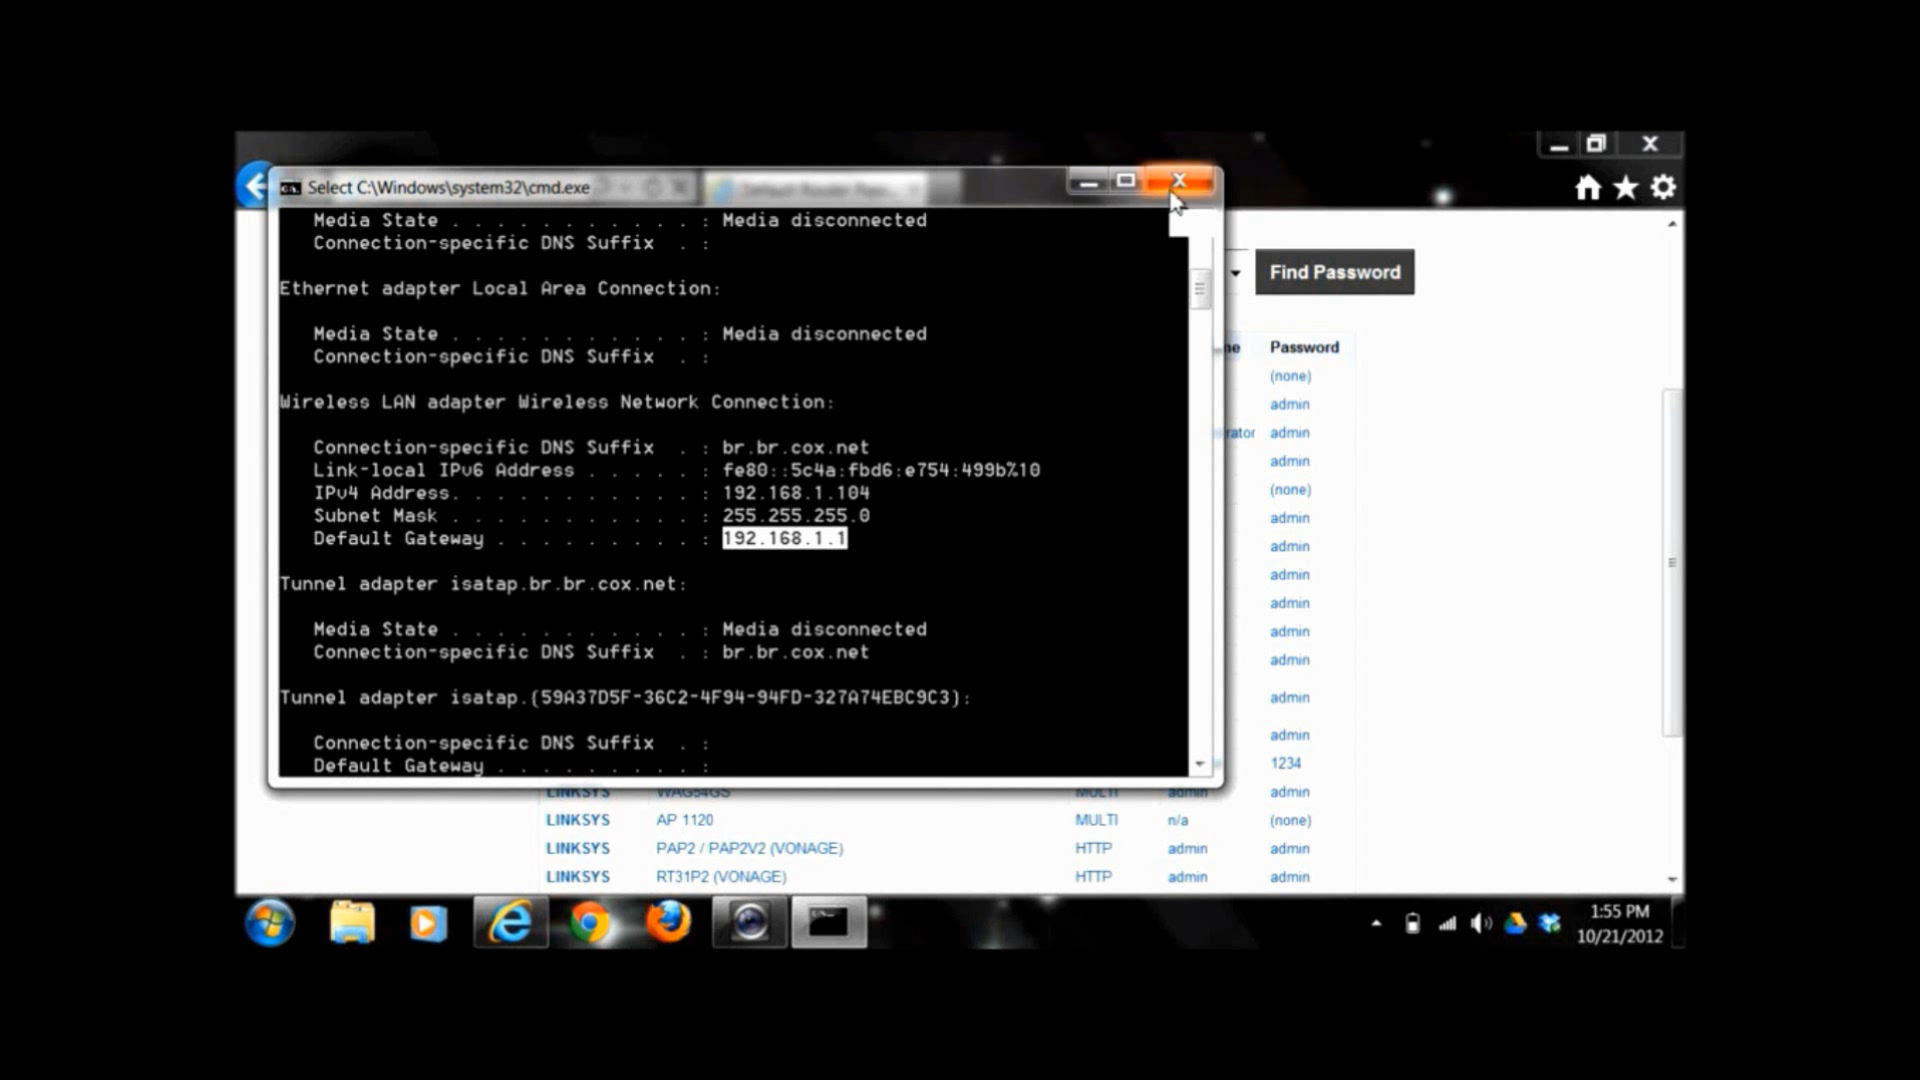 Select C:\Windows\system32\cmd.exe
Media State . . . . . . . . . . . : Media disconnected
Connection-specific DNS Suffix . :
Ethernet adapter Local Area Connection:
Media State . . . . . . . . . . . : Media disconnected
Connection-specific DNS Suffix . :
Wireless LAN adapter Wireless Network Connection:
Connection-specific DNS Suffix . : br.br.cox.net
Link-local IPv6 Address . . . . . : fe80::5c4a:fbd6:e754:499b%10
IPv4 Address. . . . . . . . . . . : 192.168.1.104
Subnet Mask . . . . . . . . . . . : 255.255.255.0
Default Gateway . . . . . . . . . : 192.168.1.1
Tunnel adapter isatap.br.br.cox.net:
Media State . . . . . . . . . . . : Media disconnected
Connection-specific DNS Suffix . : br.br.cox.net
Tunnel adapter isatap.{59A37D5F-36C2-4F94-94FD-327A74EBC9C3}:
Connection-specific DNS Suffix . :
Default Gateway . . . . . . . . . :
Find Password
Password
(none)
admin
admin
admin
(none)
admin
admin
admin
admin
admin
admin
admin
admin
1234
LINKSYS WAG54GS MULTI admin admin
LINKSYS AP 1120 MULTI n/a (none)
LINKSYS PAP2 / PAP2V2 (VONAGE) HTTP admin admin
LINKSYS RT31P2 (VONAGE) HTTP admin admin
1:55 PM
10/21/2012